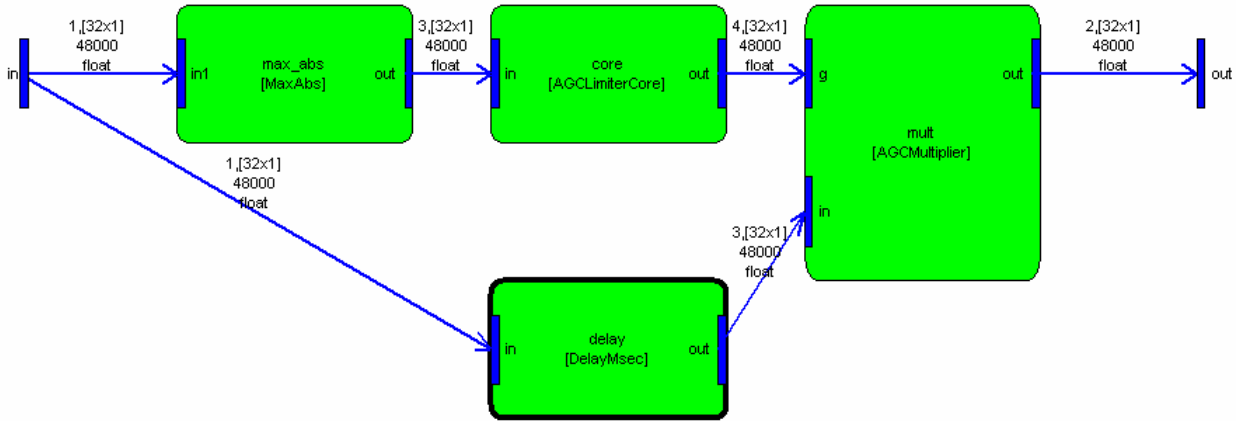 1,[32x1]
48000
float
in
in1
max_abs
[MaxAbs]
out
3,[32x1]
48000
float
in
core
[AGCLimiterCore]
out
4,[32x1]
48000
float
g
in
mult
[AGCMultiplier]
out
2,[32x1]
48000
float
out
1,[32x1]
48000
float
in
delay
[DelayMsec]
out
3,[32x1]
48000
float